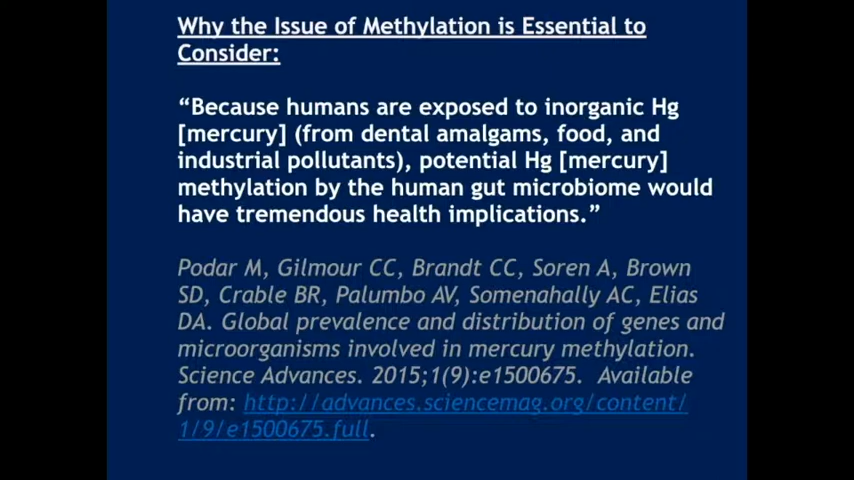 Why the Issue of Methylation is Essential to
Consider:
“Because humans are exposed to inorganic Hg
[mercury] (from dental amalgams, food, and
industrial pollutants), potential Hg [mercury]
methylation by the human gut microbiome would
have tremendous health implications.”
Podar M, Gilmour CC, Brandt CC, Soren A, Brown
SD, Crable BR, Palumbo AV, Somenahally AC, Elias
DA. Global prevalence and distribution of genes and
microorganisms involved in mercury methylation.
Science Advances. 2015;1(9):e1500675. Available
from: http://advances.sciencemag.org/content/
1/9/e1500675.full.